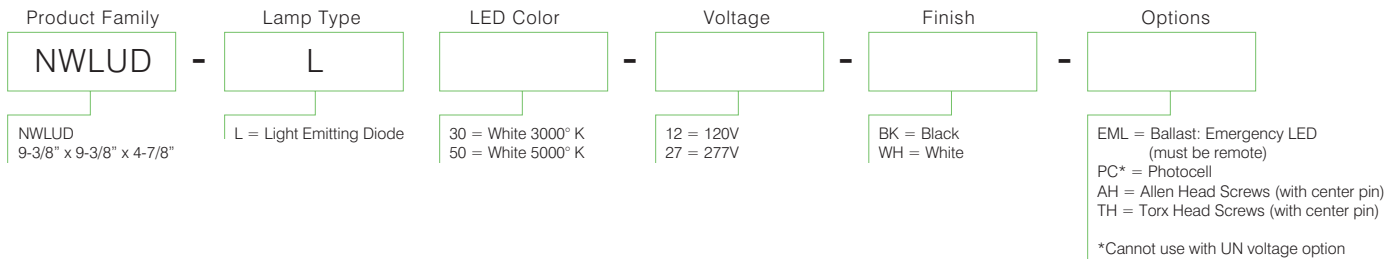 Product Family
Lamp Type
LED Color
Voltage
Finish
Options
NWLUD - L - - -
NWLUD
9-3/8” x 9-3/8” x 4-7/8”
L = Light Emitting Diode
30 = White 3000° K
50 = White 5000° K
12 = 120V
27 = 277V
BK = Black
WH = White
EML = Ballast: Emergency LED
(must be remote)
PC* = Photocell
AH = Allen Head Screws (with center pin)
TH = Torx Head Screws (with center pin)
*Cannot use with UN voltage option